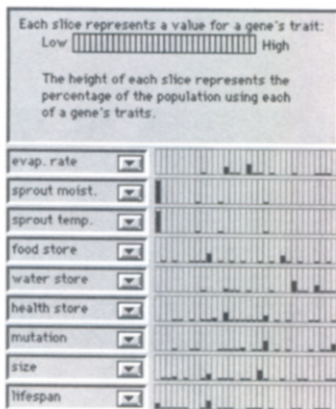 Each slice represents a value for a gene's trait:
Low High
The height of each slice represents the
percentage of the population using each
of a gene's traits.
evap. rate
sprout moist.
sprout temp.
food store
water store
health store
mutation
size
lifespan